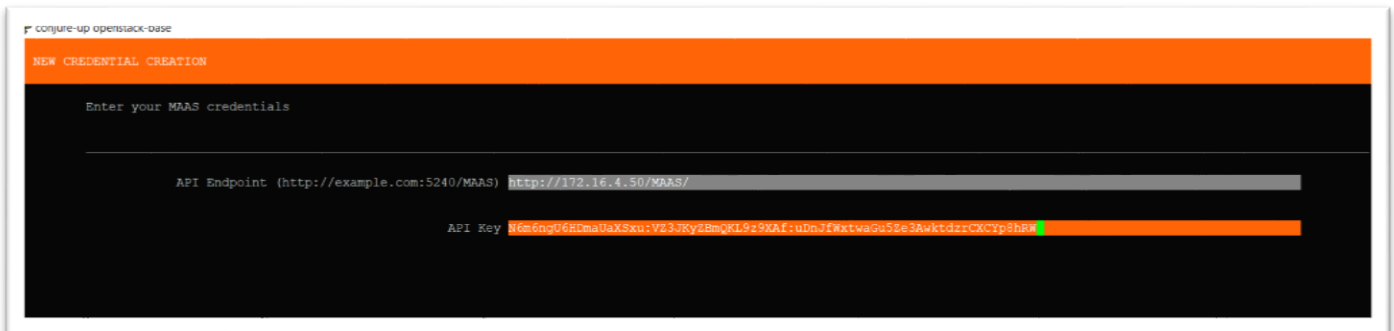 conjure-up openstack-base
NEW CREDENTIAL CREATION
Enter your MAAS credentials
API Endpoint (http://example.com:5240/MAAS) http://172.16.4.50/MAAS/
API Key N6m6ngU6HDmaUaXSxu:VZ3JKyZBmQKL9z9XAf:uDnJfWxtwaGu5Ze3AwktdzrCXCYp8hRW